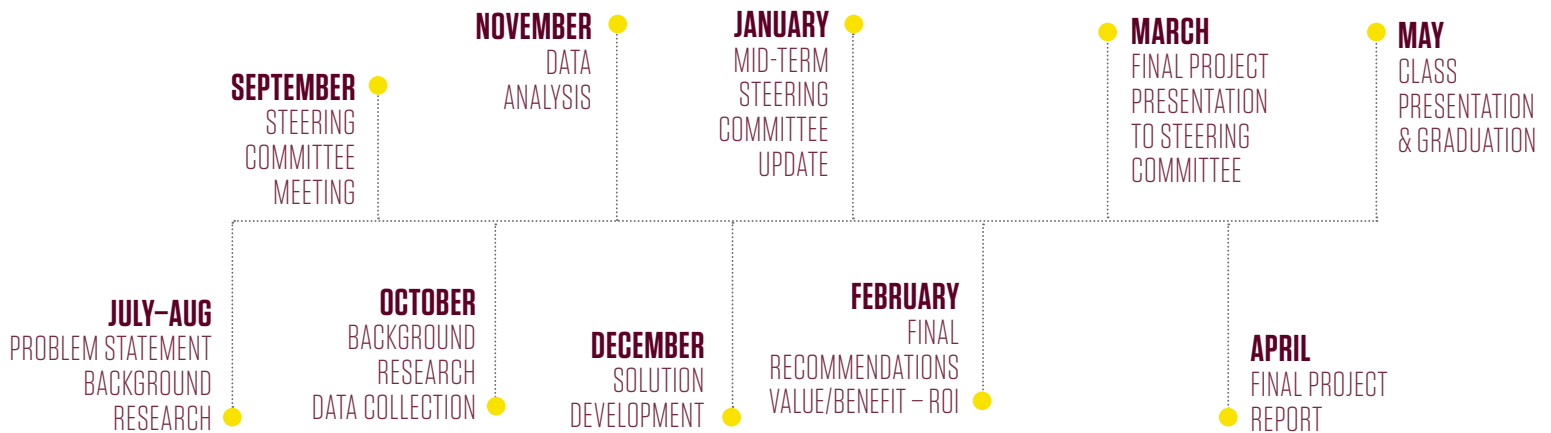 JULY–AUG
PROBLEM STATEMENT
BACKGROUND
RESEARCH
SEPTEMBER
STEERING
COMMITTEE
MEETING
OCTOBER
BACKGROUND
RESEARCH
DATA COLLECTION
NOVEMBER
DATA
ANALYSIS
DECEMBER
SOLUTION
DEVELOPMENT
JANUARY
MID-TERM
STEERING
COMMITTEE
UPDATE
FEBRUARY
FINAL
RECOMMENDATIONS
VALUE/BENEFIT – ROI
MARCH
FINAL PROJECT
PRESENTATION
TO STEERING
COMMITTEE
APRIL
FINAL PROJECT
REPORT
MAY
CLASS
PRESENTATION
& GRADUATION